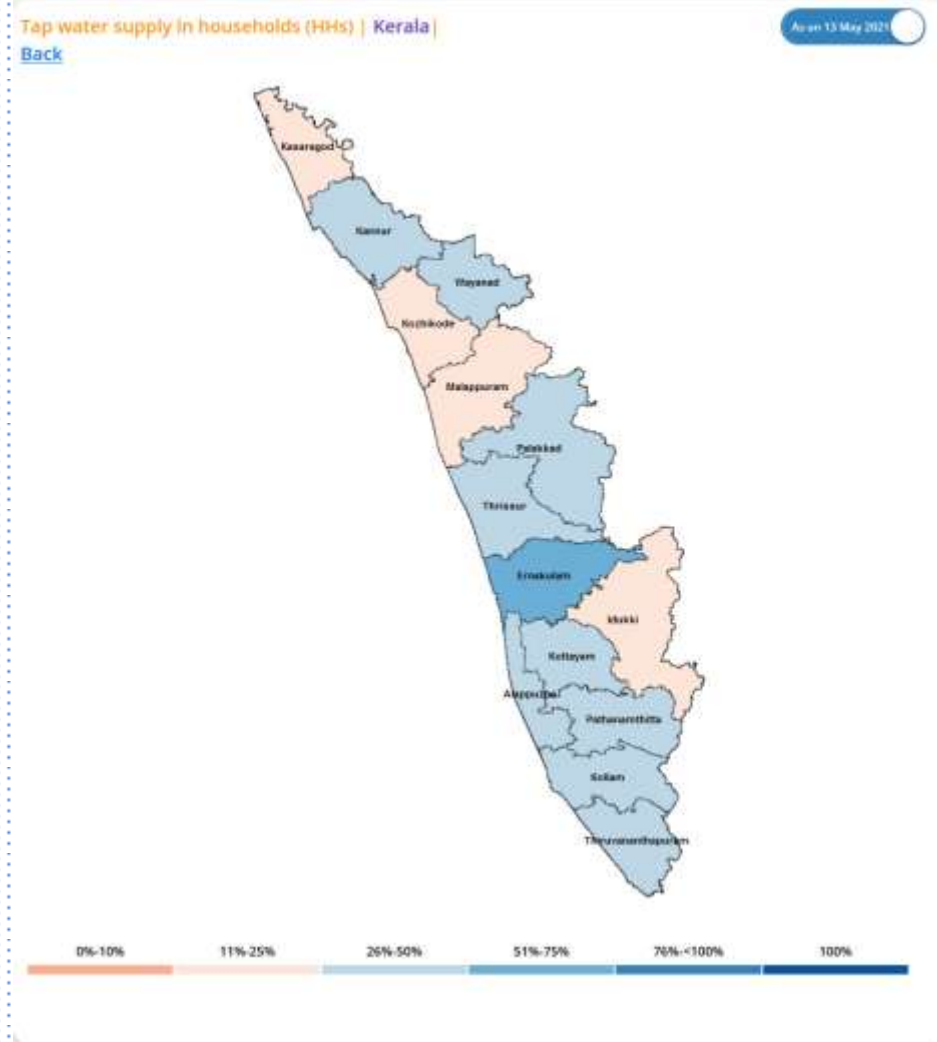 Tap water supply in households (HHs) | Kerala|
As on 13 May 2021
Back
Kasaragod
Kannur
Wayanad
Kozhikode
Malappuram
Palakkad
Thrissur
Ernakulam
Idukki
Kottayam
Alappuzha
Pathanamthitta
Kollam
Thiruvananthapuram
0%-10% 11%-25% 26%-50% 51%-75% 76%-<100% 100%